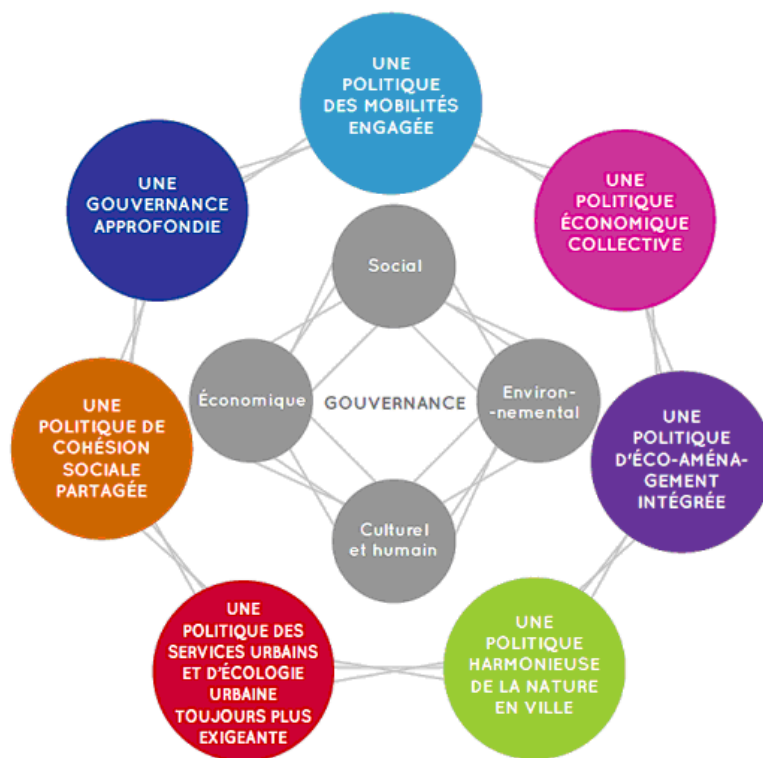 UNE
POLITIQUE
DES MOBILITÉS
ENGAGÉE
UNE
POLITIQUE
ÉCONOMIQUE
COLLECTIVE
UNE
POLITIQUE
D'ÉCO-AMÉNA-
GEMENT
INTÉGRÉE
UNE
POLITIQUE
HARMONIEUSE
DE LA NATURE
EN VILLE
UNE
POLITIQUE DES
SERVICES URBAINS
ET D'ÉCOLOGIE
URBAINE
TOUJOURS PLUS
EXIGEANTE
UNE
POLITIQUE DE
COHÉSION
SOCIALE
PARTAGÉE
UNE
GOUVERNANCE
APPROFONDIE
Social
Économique
GOUVERNANCE
Environ-
-nemental
Culturel
et humain